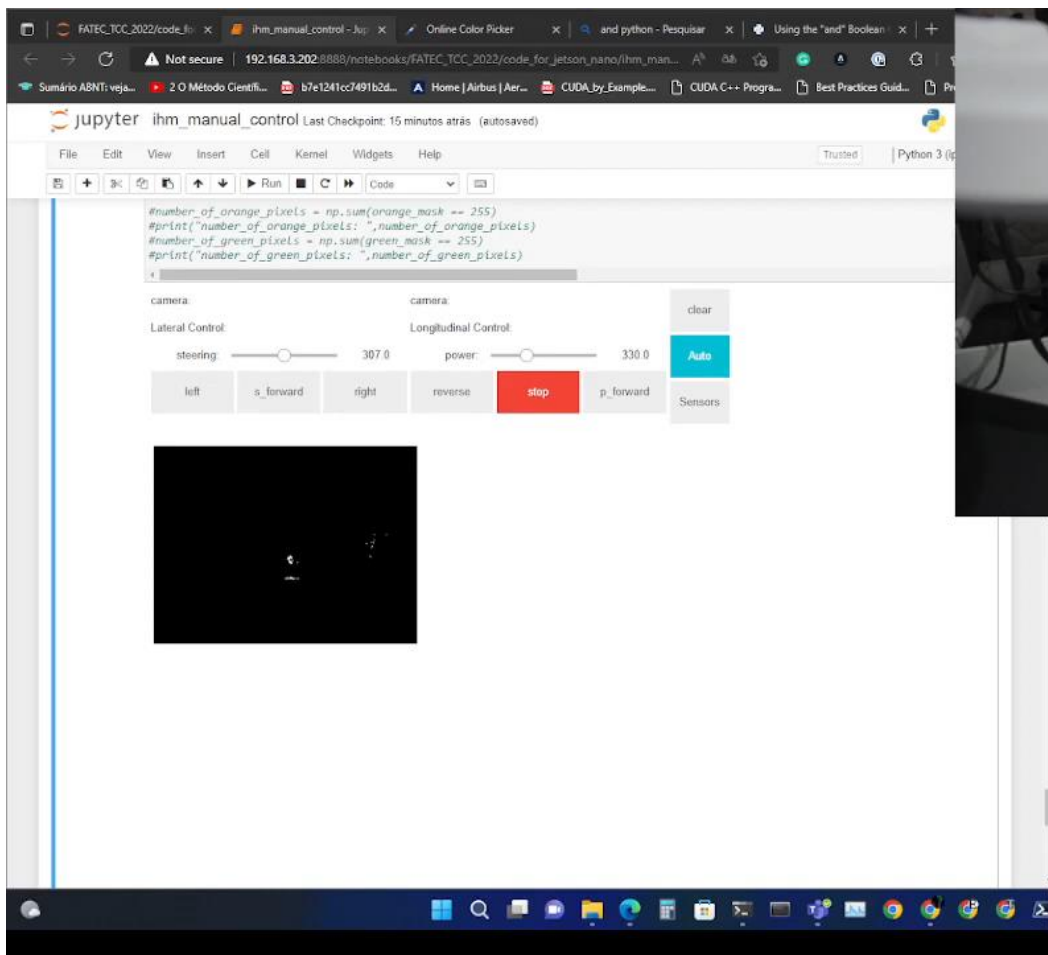 FATEC_TCC_2022/code_fo
ihm_manual_control - Jup
Online Color Picker
and python - Pesquisar
Using the "and" Boolean
Not secure
192.168.3.202:8888/notebooks/FATEC_TCC_2022/code_for_jetson_nano/ihm_man...
Sumário ABNT: veja...
2 O Método Científi...
b7e1241cc7491b2d...
Home | Airbus | Aer...
CUDA_by_Example....
CUDA C++ Progra...
Best Practices Guid...
Pr
jupyter ihm_manual_control Last Checkpoint: 15 minutos atrás (autosaved)
File Edit View Insert Cell Kernel Widgets Help
Trusted
Python 3 (ip
Run
Code
#number_of_orange_pixels = np.sum(orange_mask == 255)
#print("number_of_orange_pixels: ",number_of_orange_pixels)
#number_of_green_pixels = np.sum(green_mask == 255)
#print("number_of_green_pixels: ",number_of_green_pixels)
camera:
camera:
clear
Lateral Control:
Longitudinal Control:
steering: 307.0
power: 330.0
Auto
left s_forward right
reverse stop p_forward
Sensors